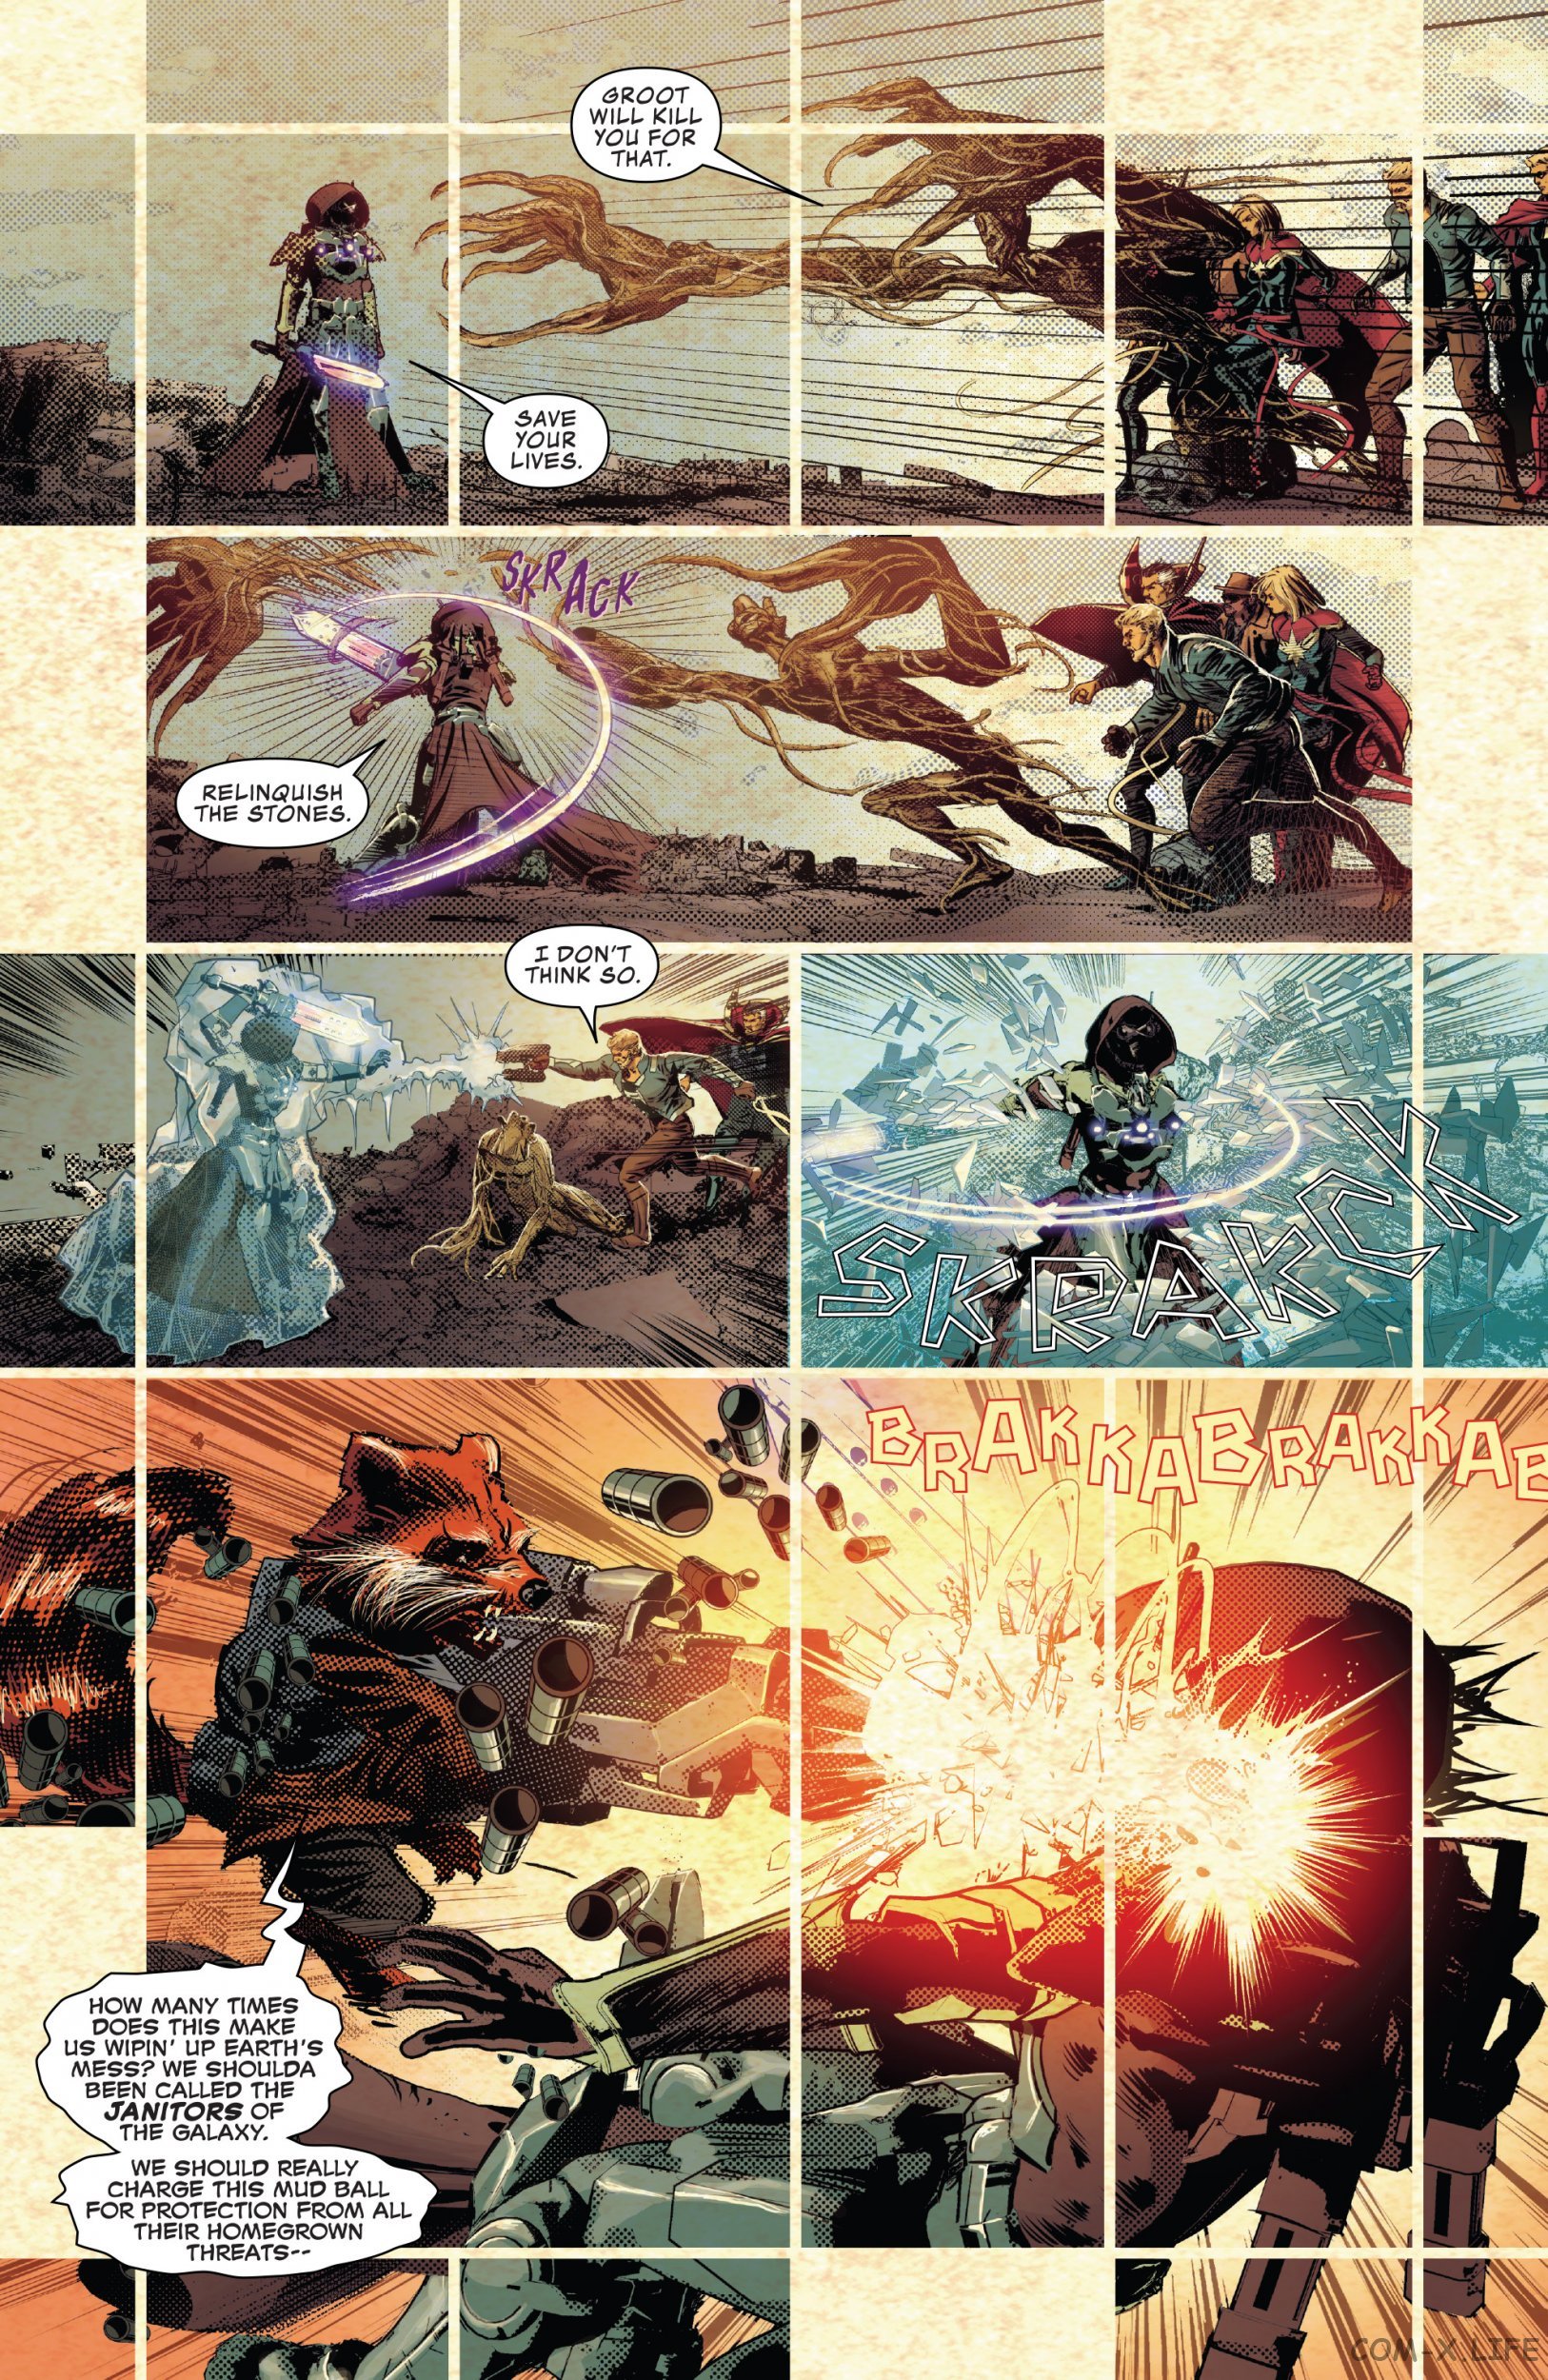 GROOT
WILL KILL
YOU FOR
THAT.
SAVE
YOUR
LIVES.
SKRACK
RELINQUISH
THE STONES.
I DON'T
THINK SO.
SKRAKCK
BRAKKABRAKKAB
HOW MANY TIMES
DOES THIS MAKE
US WIPIN' UP EARTH'S
MESS? WE SHOULDA
BEEN CALLED THE
JANITORS OF
THE GALAXY.
WE SHOULD REALLY
CHARGE THIS MUD BALL
FOR PROTECTION FROM ALL
THEIR HOMEGROWN
THREATS--
COM-X.LIFE